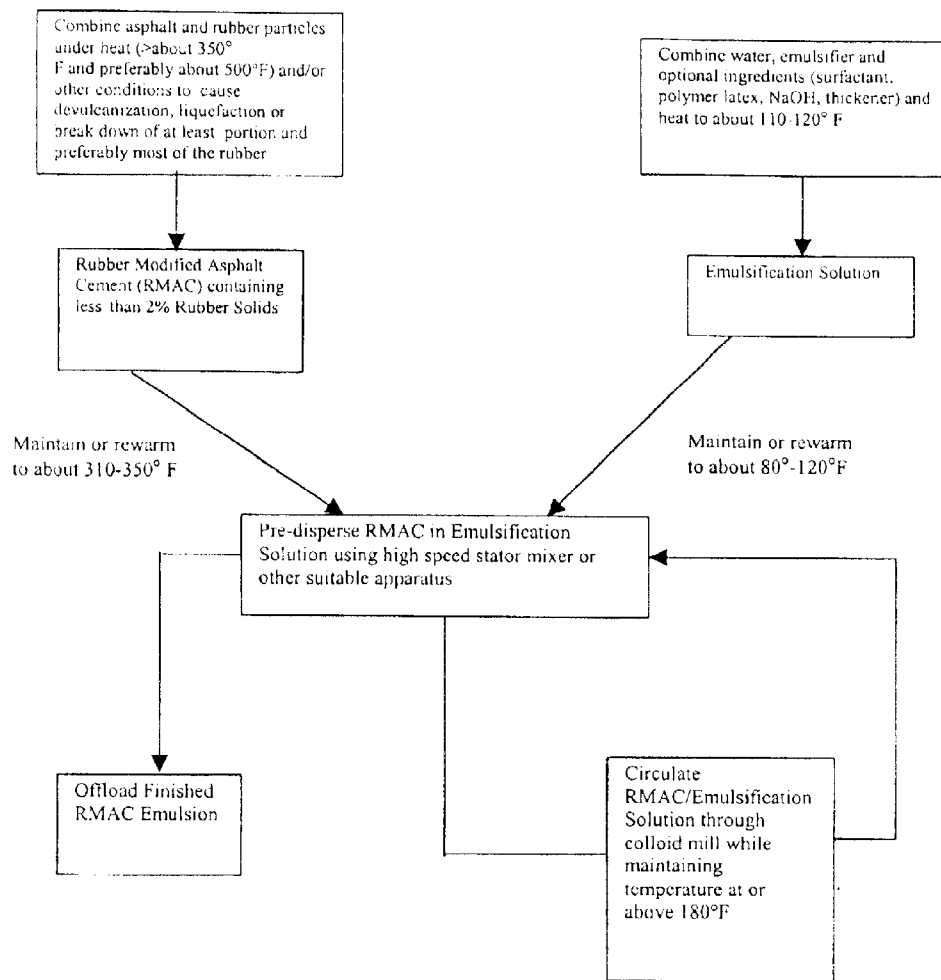 Combine asphalt and rubber particles
under heat (>about 350°
F and preferably about 500°F) and/or
other conditions to cause
devulcanization, liquefaction or
break down of at least portion and
preferably most of the rubber
Combine water, emulsifier and
optional ingredients (surfactant,
polymer latex, NaOH, thickener) and
heat to about 110-120° F
Rubber Modified Asphalt
Cement (RMAC) containing
less than 2% Rubber Solids
Emulsification Solution
Maintain or rewarm
to about 310-350° F
Maintain or rewarm
to about 80°-120°F
Pre-disperse RMAC in Emulsification
Solution using high speed stator mixer or
other suitable apparatus
Offload Finished
RMAC Emulsion
Circulate
RMAC/Emulsification
Solution through
colloid mill while
maintaining
temperature at or
above 180°F